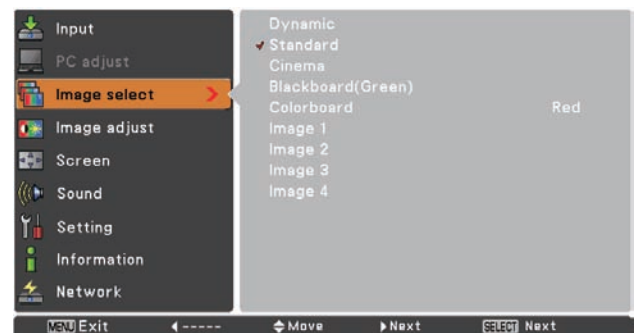 Input
PC adjust
Image select
Image adjust
Screen
Sound
Setting
Information
Network
Dynamic
Standard
Cinema
Blackboard(Green)
Colorboard Red
Image 1
Image 2
Image 3
Image 4
MENU Exit ----- Move Next SELECT Next